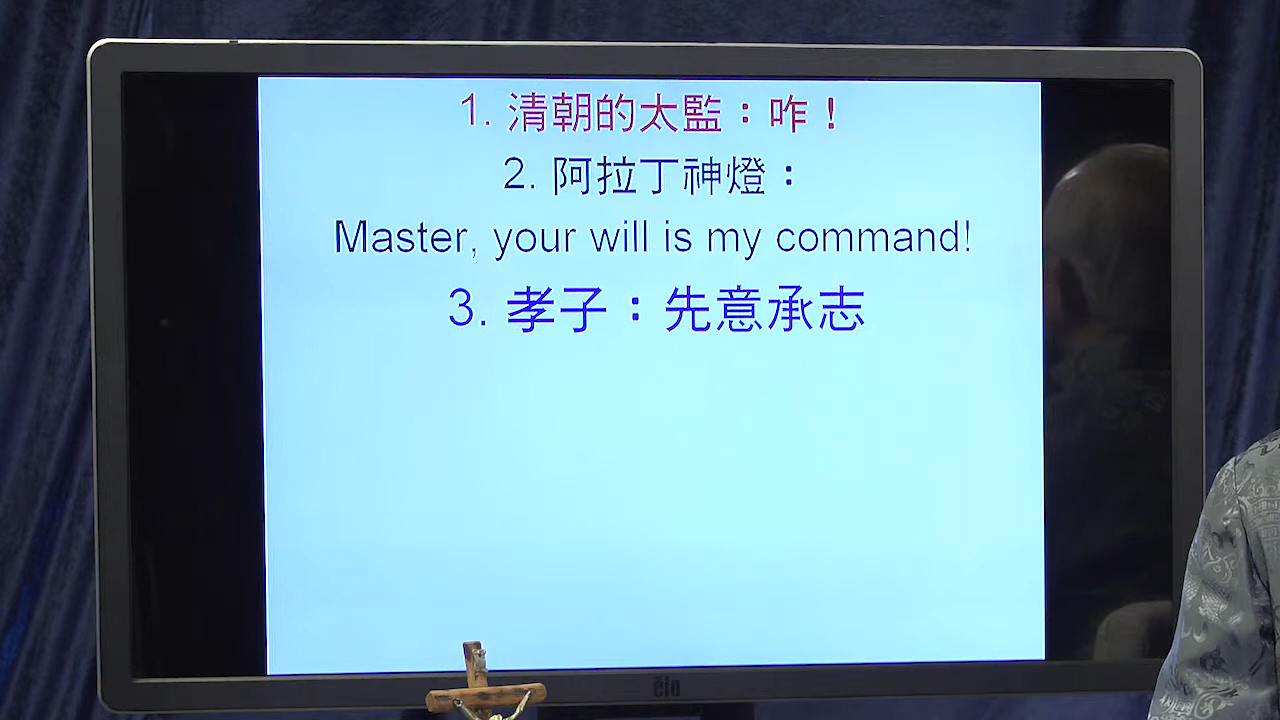 1. 清朝的太監：咋！
2. 阿拉丁神燈：
Master, your will is my command!
3. 孝子：先意承志
elo